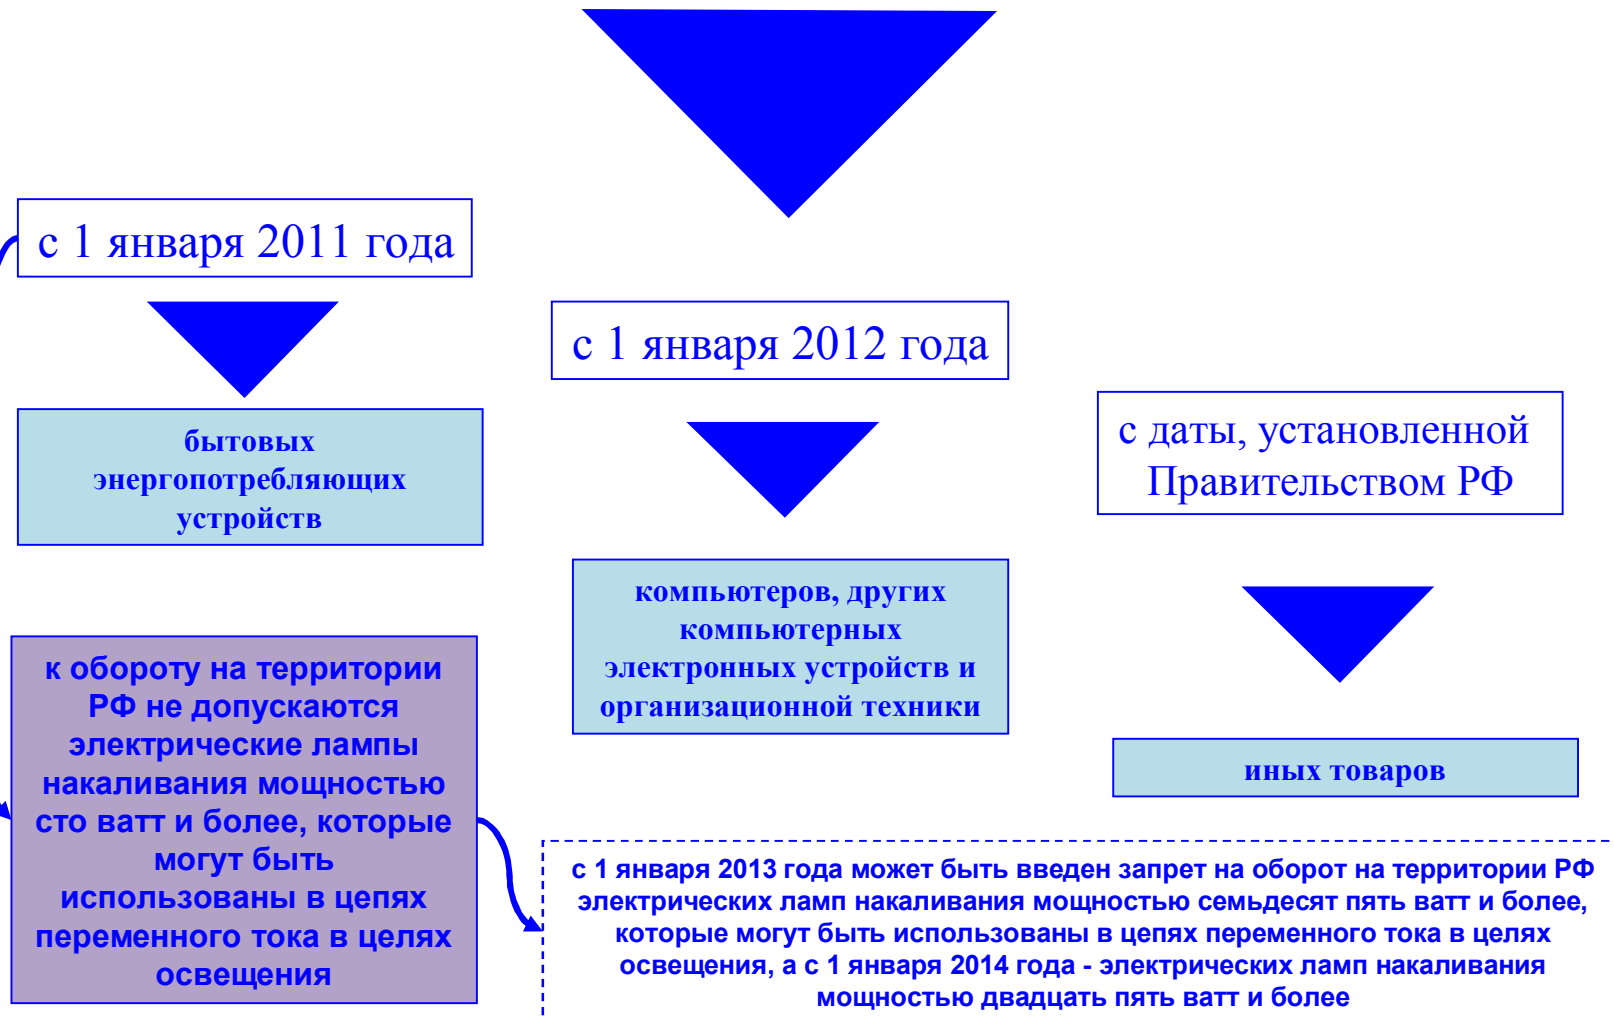 с 1 января 2011 года
бытовых
энергопотребляющих
устройств
с 1 января 2012 года
компьютеров, других
компьютерных
электронных устройств и
организационной техники
с даты, установленной
Правительством РФ
иных товаров
к обороту на территории
РФ не допускаются
электрические лампы
накаливания мощностью
сто ватт и более, которые
могут быть
использованы в цепях
переменного тока в целях
освещения
с 1 января 2013 года может быть введен запрет на оборот на территории РФ
электрических ламп накаливания мощностью семьдесят пять ватт и более,
которые могут быть использованы в цепях переменного тока в целях
освещения, а с 1 января 2014 года - электрических ламп накаливания
мощностью двадцать пять ватт и более